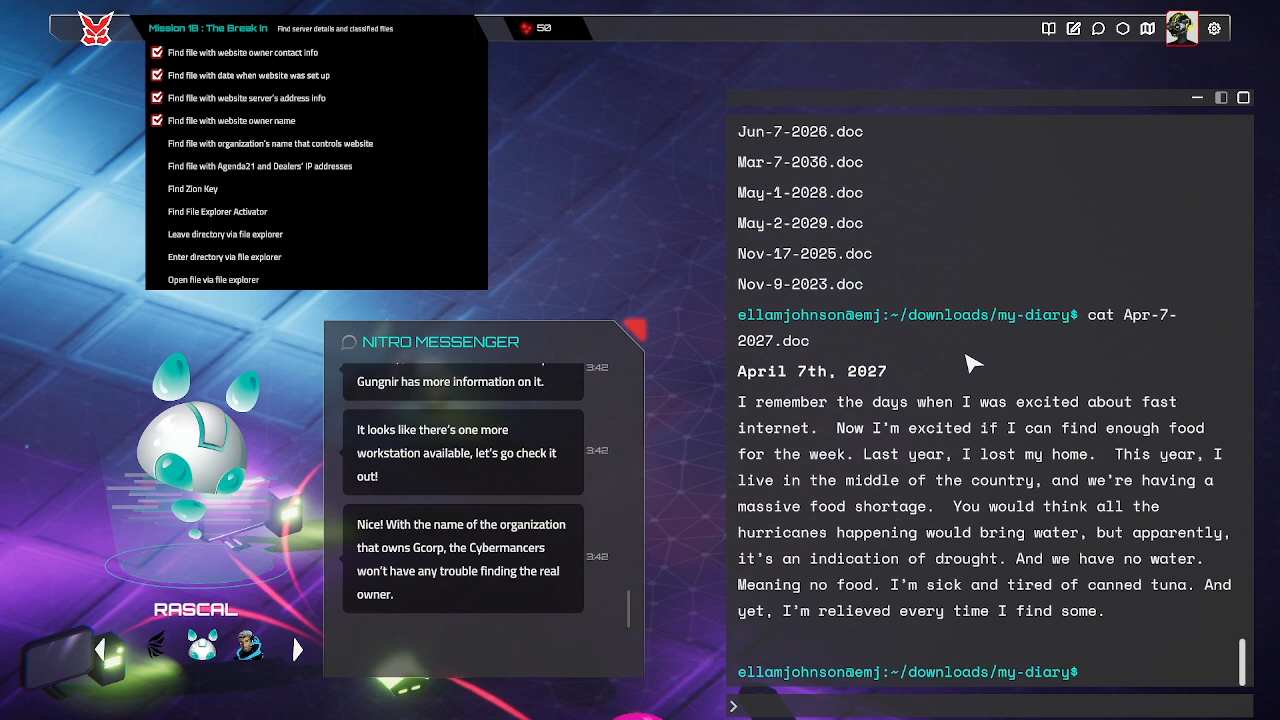 Mission 1B : The Break In Find server details and classified files
50
Find file with website owner contact info
Find file with date when website was set up
Find file with website server's address info
Find file with website owner name
Find file with organization's name that controls website
Find file with Agenda21 and Dealers' IP addresses
Find Zion Key
Find File Explorer Activator
Leave directory via file explorer
Enter directory via file explorer
Open file via file explorer
NITRO MESSENGER
3:42
Gungnir has more information on it.
It looks like there's one more
workstation available, let's go check it
out!
3:42
Nice! With the name of the organization
that owns Gcorp, the Cybermancers
won't have any trouble finding the real
owner.
3:42
RASCAL
Jun-7-2026.doc
Mar-7-2036.doc
May-1-2028.doc
May-2-2029.doc
Nov-17-2025.doc
Nov-9-2023.doc
ellamjohnson@emj:~/downloads/my-diary$ cat Apr-7-
2027.doc
April 7th, 2027
I remember the days when I was excited about fast
internet. Now I'm excited if I can find enough food
for the week. Last year, I lost my home. This year, I
live in the middle of the country, and we're having a
massive food shortage. You would think all the
hurricanes happening would bring water, but apparently,
it's an indication of drought. And we have no water.
Meaning no food. I'm sick and tired of canned tuna. And
yet, I'm relieved every time I find some.
ellamjohnson@emj:~/downloads/my-diary$
>